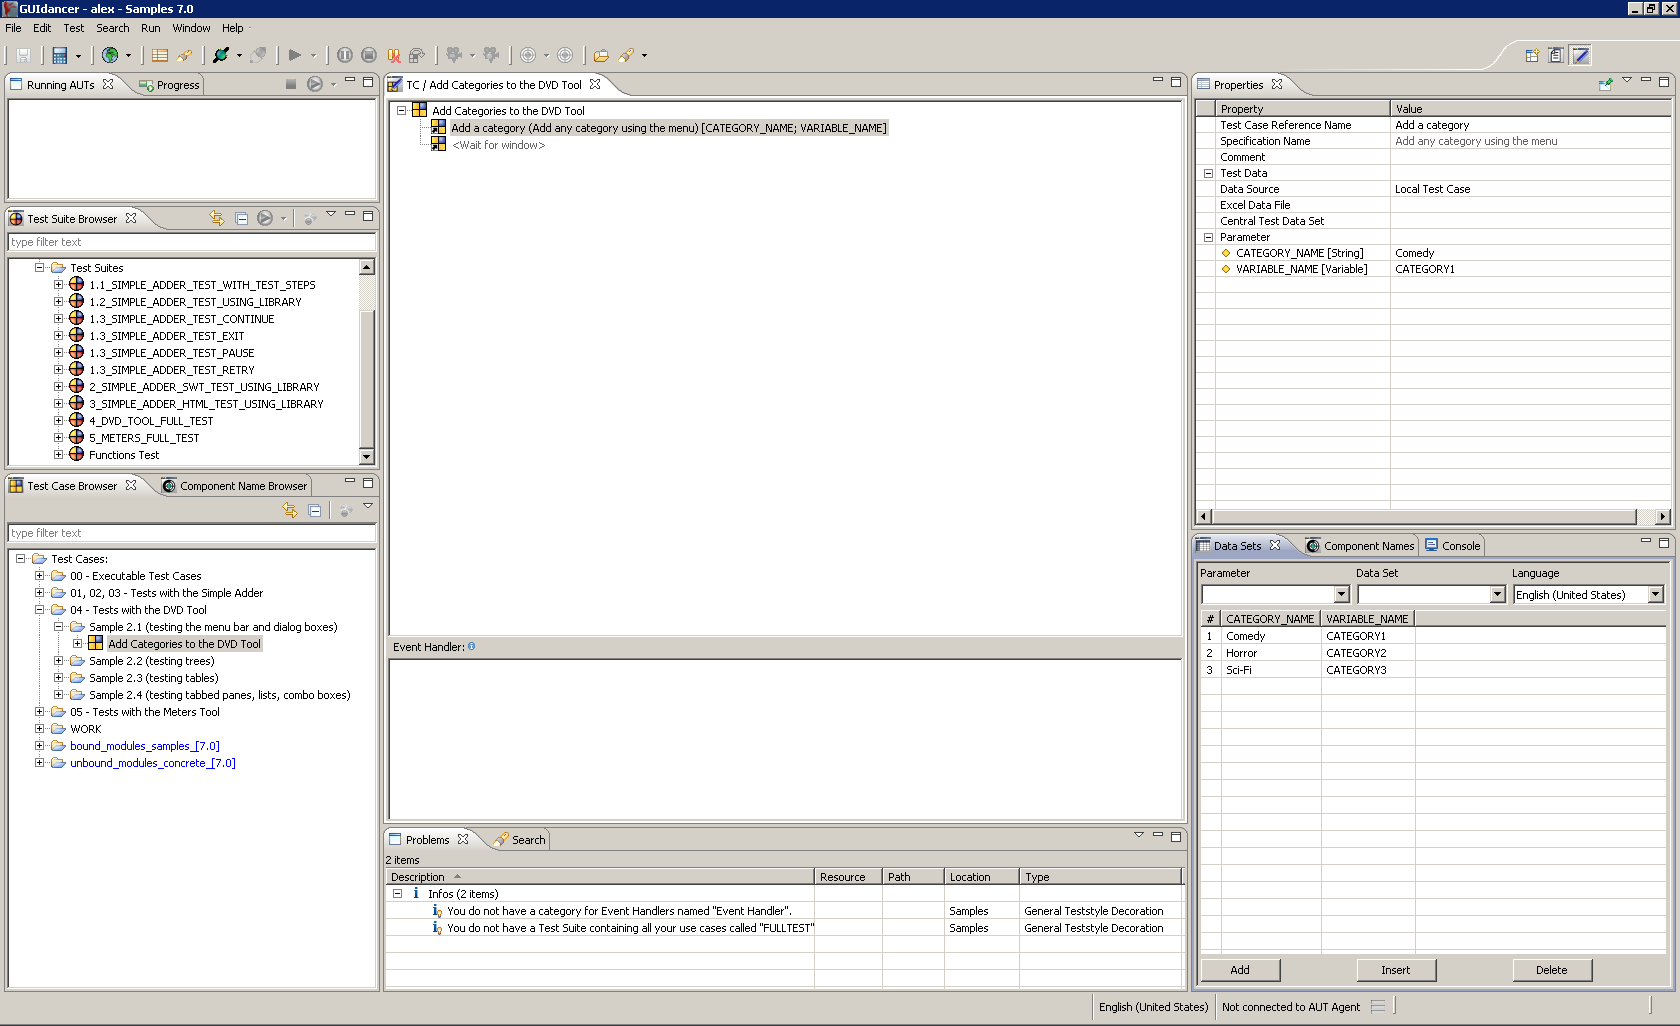 GUIdancer - alex - Samples 7.0
File Edit Test Search Run Window Help
Running AUTs
Progress
Test Suite Browser
type filter text
Test Suites
1.1_SIMPLE_ADDER_TEST_WITH_TEST_STEPS
1.2_SIMPLE_ADDER_TEST_USING_LIBRARY
1.3_SIMPLE_ADDER_TEST_CONTINUE
1.3_SIMPLE_ADDER_TEST_EXIT
1.3_SIMPLE_ADDER_TEST_PAUSE
1.3_SIMPLE_ADDER_TEST_RETRY
2_SIMPLE_ADDER_SWT_TEST_USING_LIBRARY
3_SIMPLE_ADDER_HTML_TEST_USING_LIBRARY
4_DVD_TOOL_FULL_TEST
5_METERS_FULL_TEST
Functions Test
Test Case Browser
Component Name Browser
type filter text
Test Cases:
00 - Executable Test Cases
01, 02, 03 - Tests with the Simple Adder
04 - Tests with the DVD Tool
Sample 2.1 (testing the menu bar and dialog boxes)
Add Categories to the DVD Tool
Sample 2.2 (testing trees)
Sample 2.3 (testing tables)
Sample 2.4 (testing tabbed panes, lists, combo boxes)
05 - Tests with the Meters Tool
WORK
bound_modules_samples_[7.0]
unbound_modules_concrete_[7.0]
TC / Add Categories to the DVD Tool
Add Categories to the DVD Tool
Add a category (Add any category using the menu) [CATEGORY_NAME; VARIABLE_NAME]
<Wait for window>
Event Handler:
Problems
Search
2 items
Description Resource Path Location Type
Infos (2 items)
You do not have a category for Event Handlers named "Event Handler". Samples General Teststyle Decoration
You do not have a Test Suite containing all your use cases called "FULLTEST" Samples General Teststyle Decoration
Properties
Property Value
Test Case Reference Name Add a category
Specification Name Add any category using the menu
Comment
Test Data
Data Source Local Test Case
Excel Data File
Central Test Data Set
Parameter
CATEGORY_NAME [String] Comedy
VARIABLE_NAME [Variable] CATEGORY1
Data Sets
Component Names
Console
Parameter Data Set Language
English (United States)
# CATEGORY_NAME VARIABLE_NAME
1 Comedy CATEGORY1
2 Horror CATEGORY2
3 Sci-Fi CATEGORY3
Add Insert Delete
English (United States) Not connected to AUT Agent